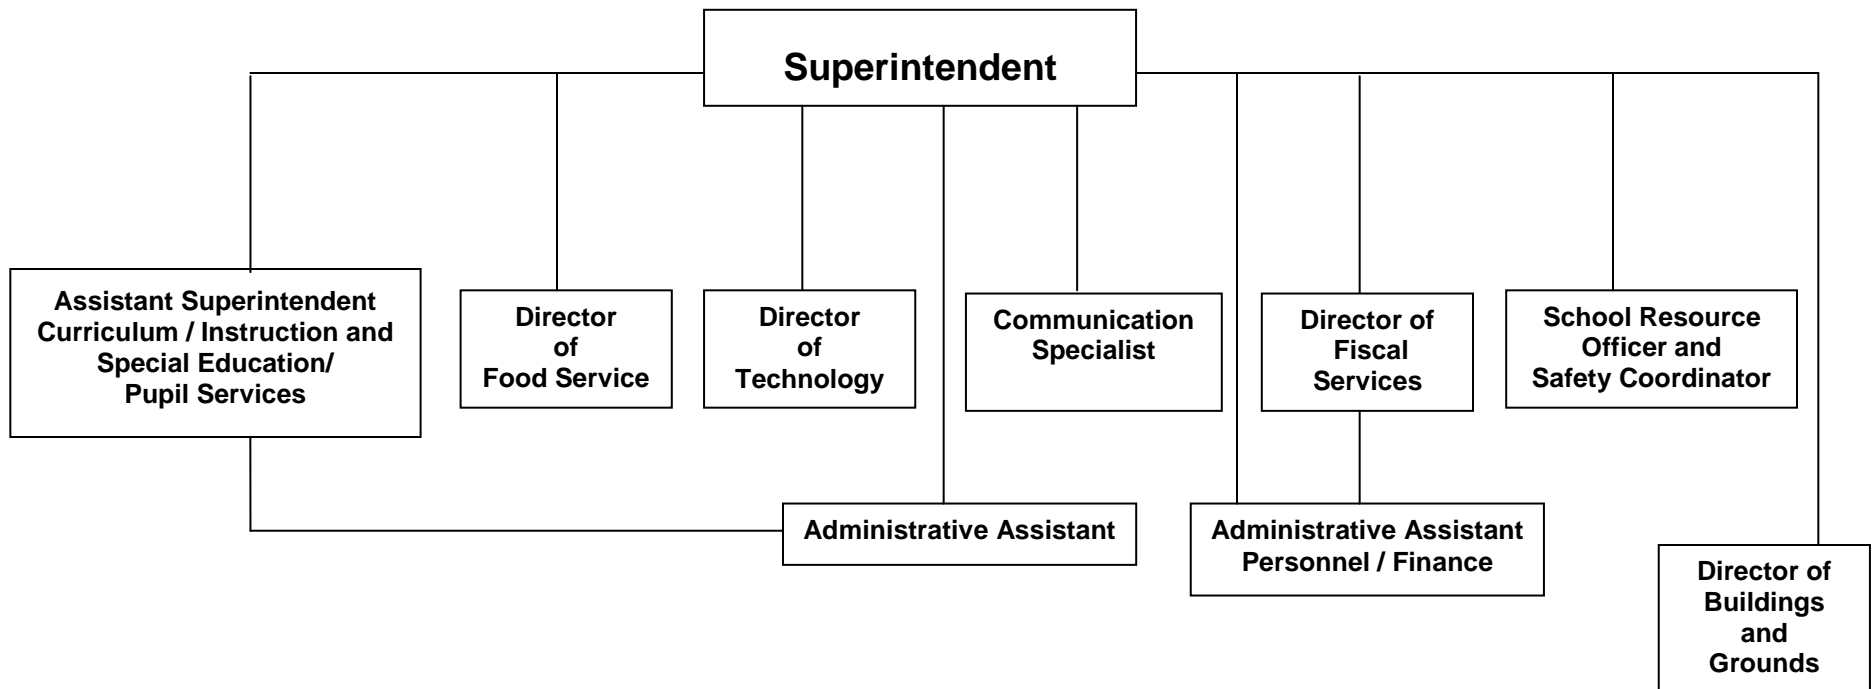 Superintendent
Assistant Superintendent
Curriculum / Instruction and
Special Education/
Pupil Services
Director
of
Food Service
Director
of
Technology
Communication
Specialist
Director of
Fiscal
Services
School Resource
Officer and
Safety Coordinator
Administrative Assistant
Administrative Assistant
Personnel / Finance
Director of
Buildings
and
Grounds